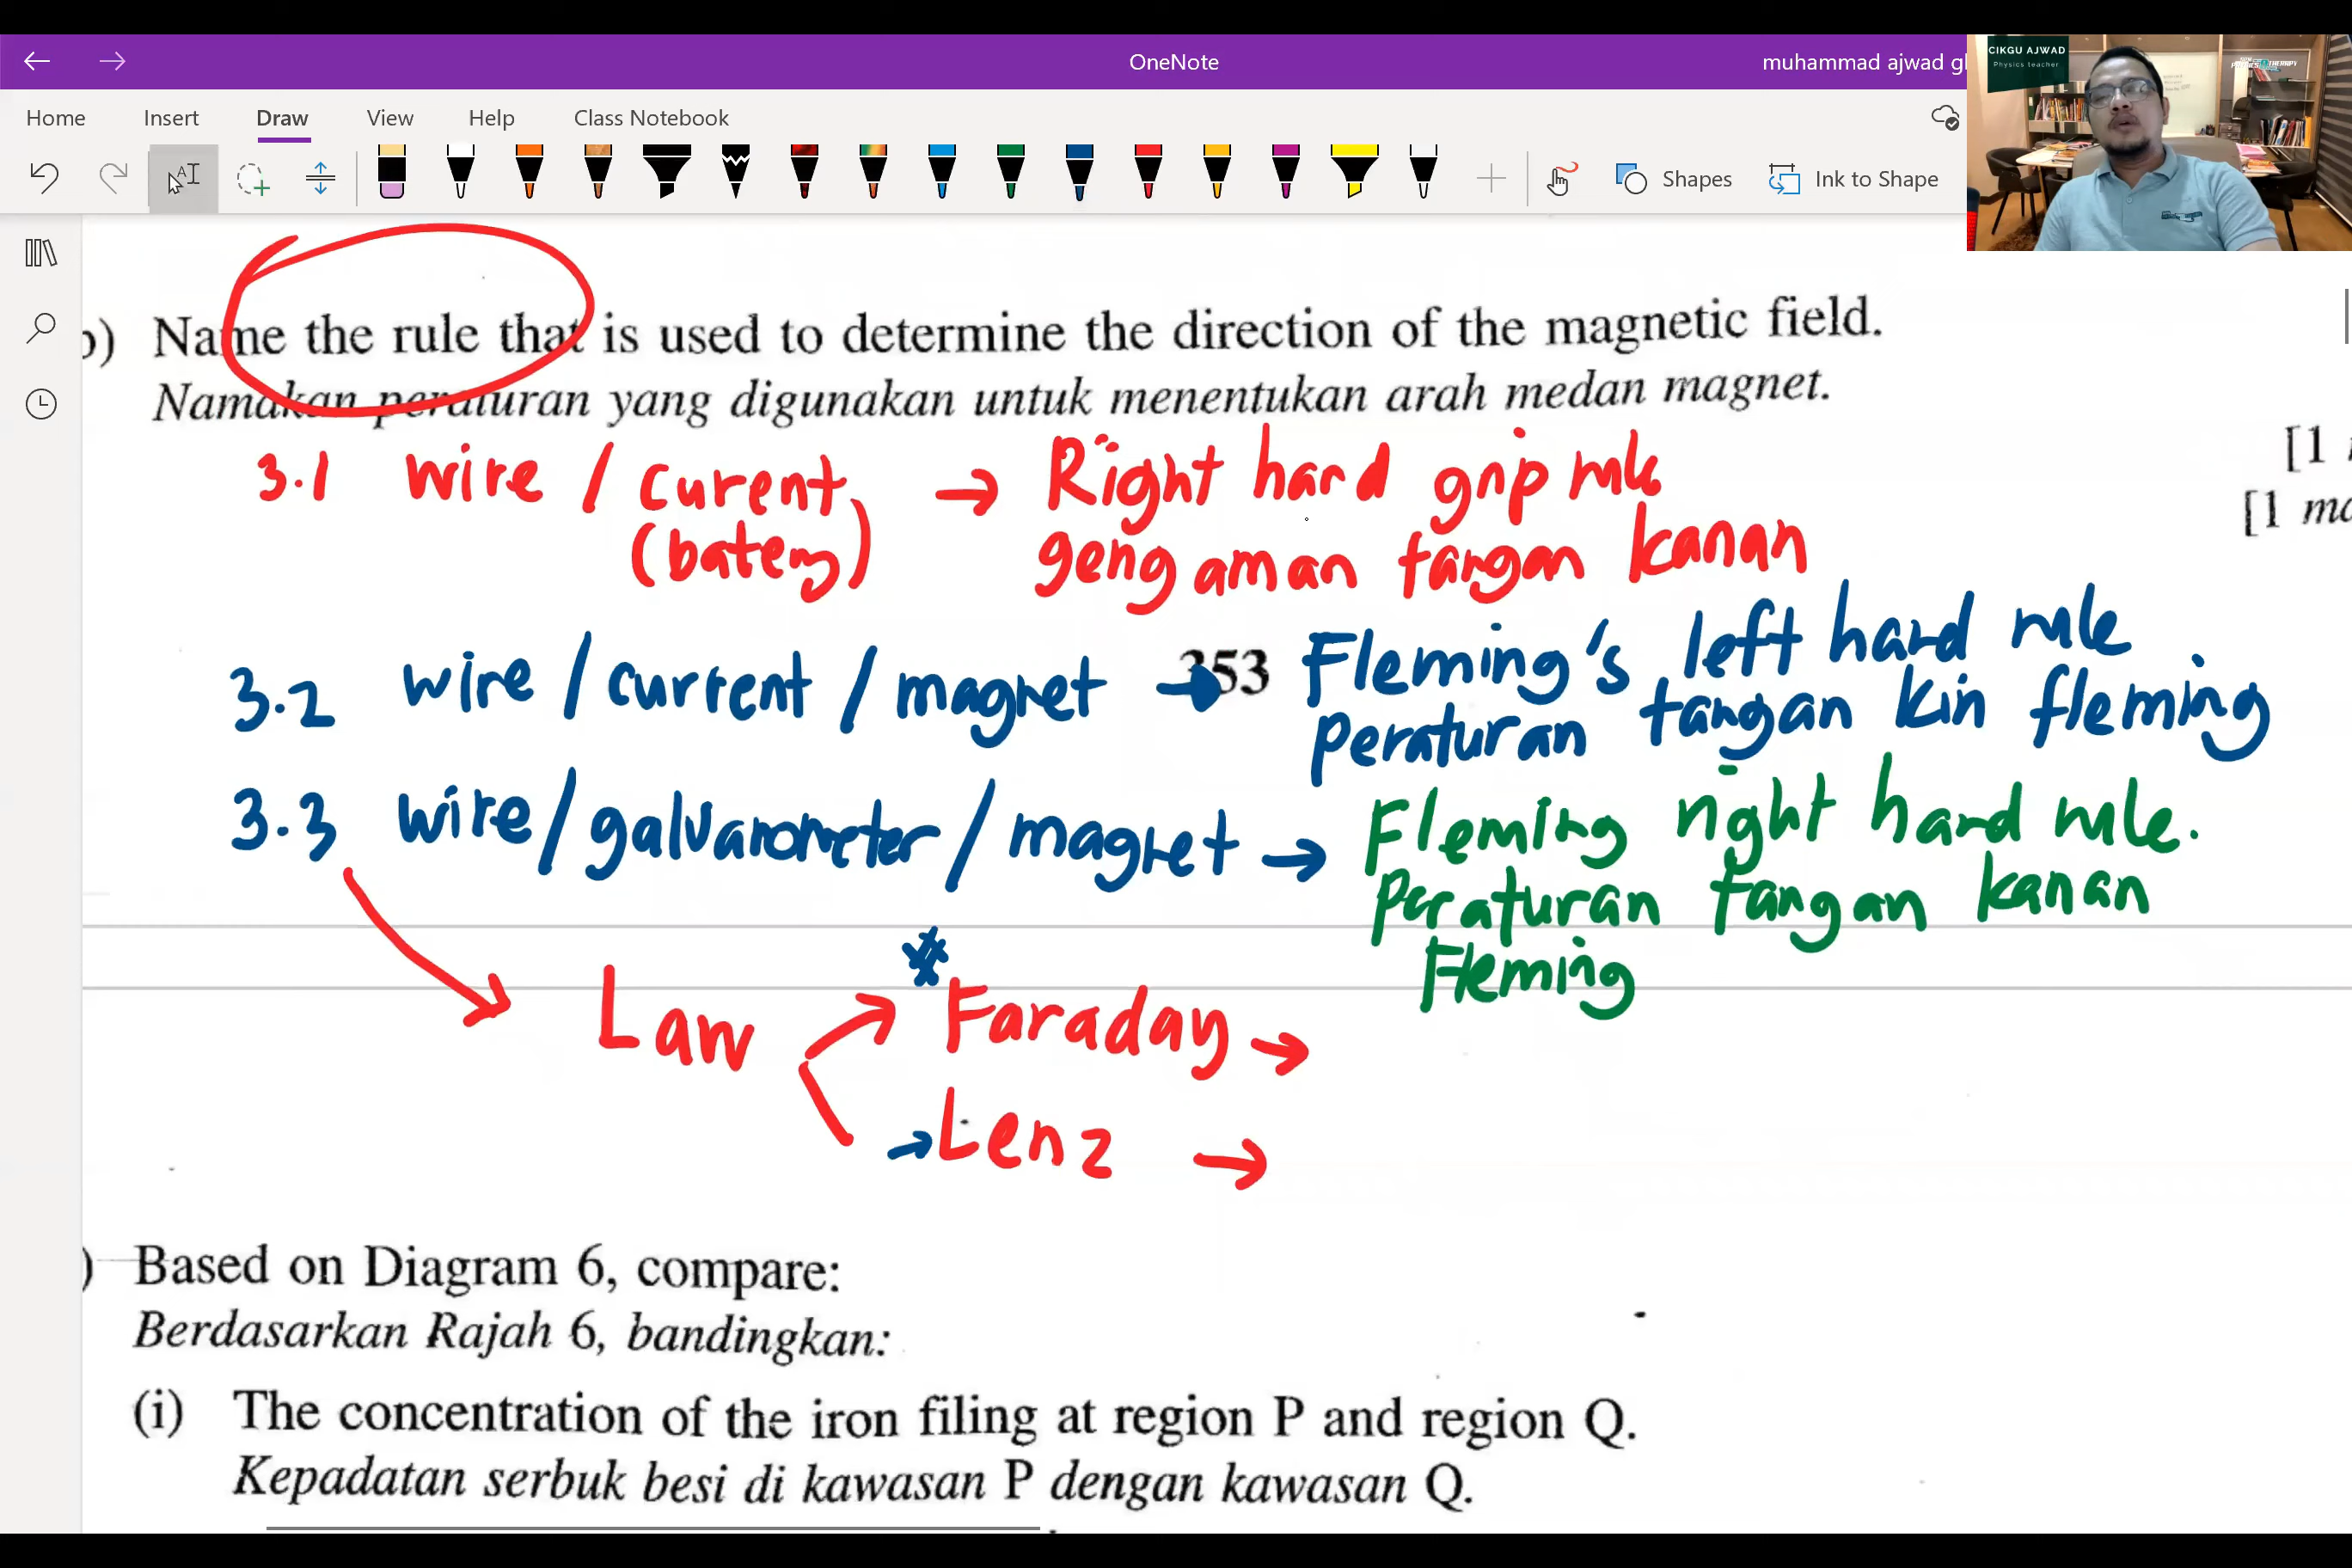 OneNote
muhammad ajwad gh
CIKGU AJWAD
Physics teacher
Home Insert Draw View Help Class Notebook
Shapes Ink to Shape
b) Name the rule that is used to determine the direction of the magnetic field.
Namakan peraturan yang digunakan untuk menentukan arah medan magnet.
[1
[1 ma
3.1 wire / curent → Right hand grip rule
(batery) genggaman tangan kanan
353
3.2 wire / current / magnet → Fleming's left hand rule
peraturan tangan kiri fleming
3.3 wire / galvanometer / magnet → Fleming right hand rule.
peraturan tangan kanan
Fleming
Law * Faraday →
→ Lenz →
) Based on Diagram 6, compare:
Berdasarkan Rajah 6, bandingkan:
(i) The concentration of the iron filing at region P and region Q.
Kepadatan serbuk besi di kawasan P dengan kawasan Q.